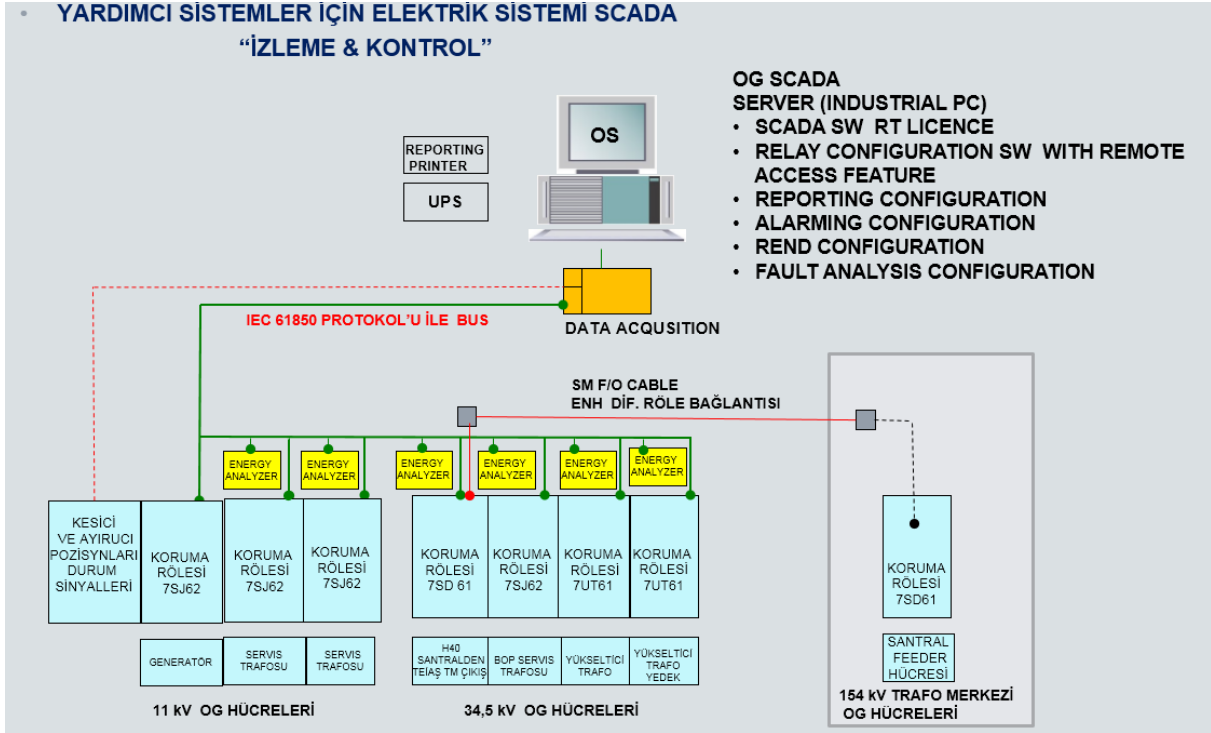 • YARDIMCI SİSTEMLER İÇİN ELEKTRİK SİSTEMİ SCADA
“İZLEME & KONTROL”
OG SCADA
SERVER (INDUSTRIAL PC)
• SCADA SW RT LICENCE
• RELAY CONFIGURATION SW WITH REMOTE
ACCESS FEATURE
• REPORTING CONFIGURATION
• ALARMING CONFIGURATION
• REND CONFIGURATION
• FAULT ANALYSIS CONFIGURATION
OS
REPORTING
PRINTER
UPS
IEC 61850 PROTOKOL’U İLE BUS
DATA ACQUSITION
SM F/O CABLE
ENH DİF. RÖLE BAĞLANTISI
ENERGY
ANALYZER
ENERGY
ANALYZER
ENERGY
ANALYZER
ENERGY
ANALYZER
ENERGY
ANALYZER
ENERGY
ANALYZER
KESİCİ
VE AYIRUCI
POZİSYNLARI
DURUM
SİNYALLERİ
KORUMA
RÖLESİ
7SJ62
KORUMA
RÖLESİ
7SJ62
KORUMA
RÖLESİ
7SJ62
KORUMA
RÖLESİ
7SD 61
KORUMA
RÖLESİ
7SJ62
KORUMA
RÖLESİ
7UT61
KORUMA
RÖLESİ
7UT61
KORUMA
RÖLESİ
7SD61
GENERATÖR
SERVİS
TRAFOSU
SERVİS
TRAFOSU
H40
SANTRALDEN
TEİAŞ TM ÇIKIŞ
BOP SERVIS
TRAFOSU
YÜKSELTİCİ
TRAFO
YÜKSELTİCİ
TRAFO
YEDEK
SANTRAL
FEEDER
HÜCRESİ
11 kV OG HÜCRELERİ
34,5 kV OG HÜCRELERİ
154 kV TRAFO MERKEZİ
OG HÜCRELERİ